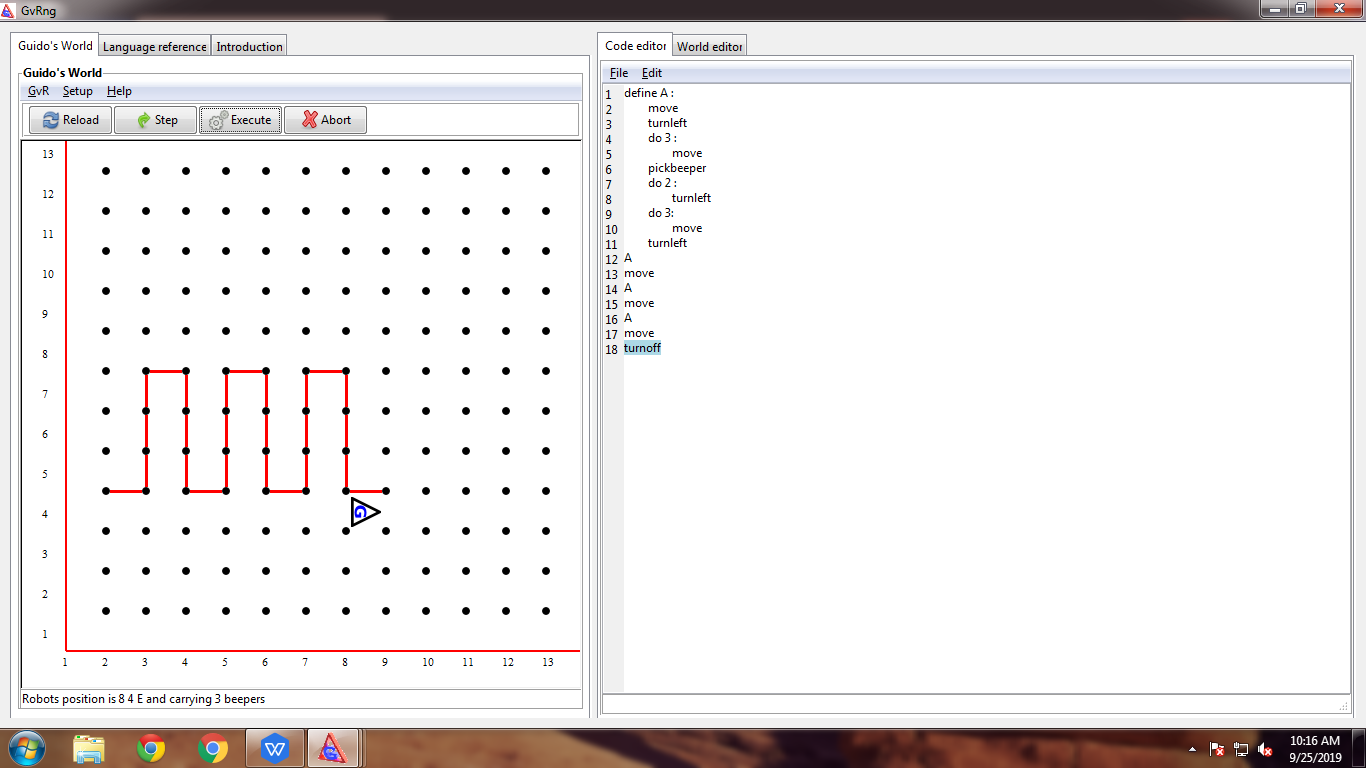 GvRng
Guido's World Language reference Introduction
Guido's World
GvR Setup Help
Reload Step Execute Abort
13
12
11
10
9
8
7
6
5
4
3
2
1
G
1 2 3 4 5 6 7 8 9 10 11 12 13
Robots position is 8 4 E and carrying 3 beepers
Code editor World editor
File Edit
1 define A :
2 move
3 turnleft
4 do 3 :
5 move
6 pickbeeper
7 do 2 :
8 turnleft
9 do 3:
10 move
11 turnleft
12 A
13 move
14 A
15 move
16 A
17 move
18 turnoff
W
G
10:16 AM
9/25/2019